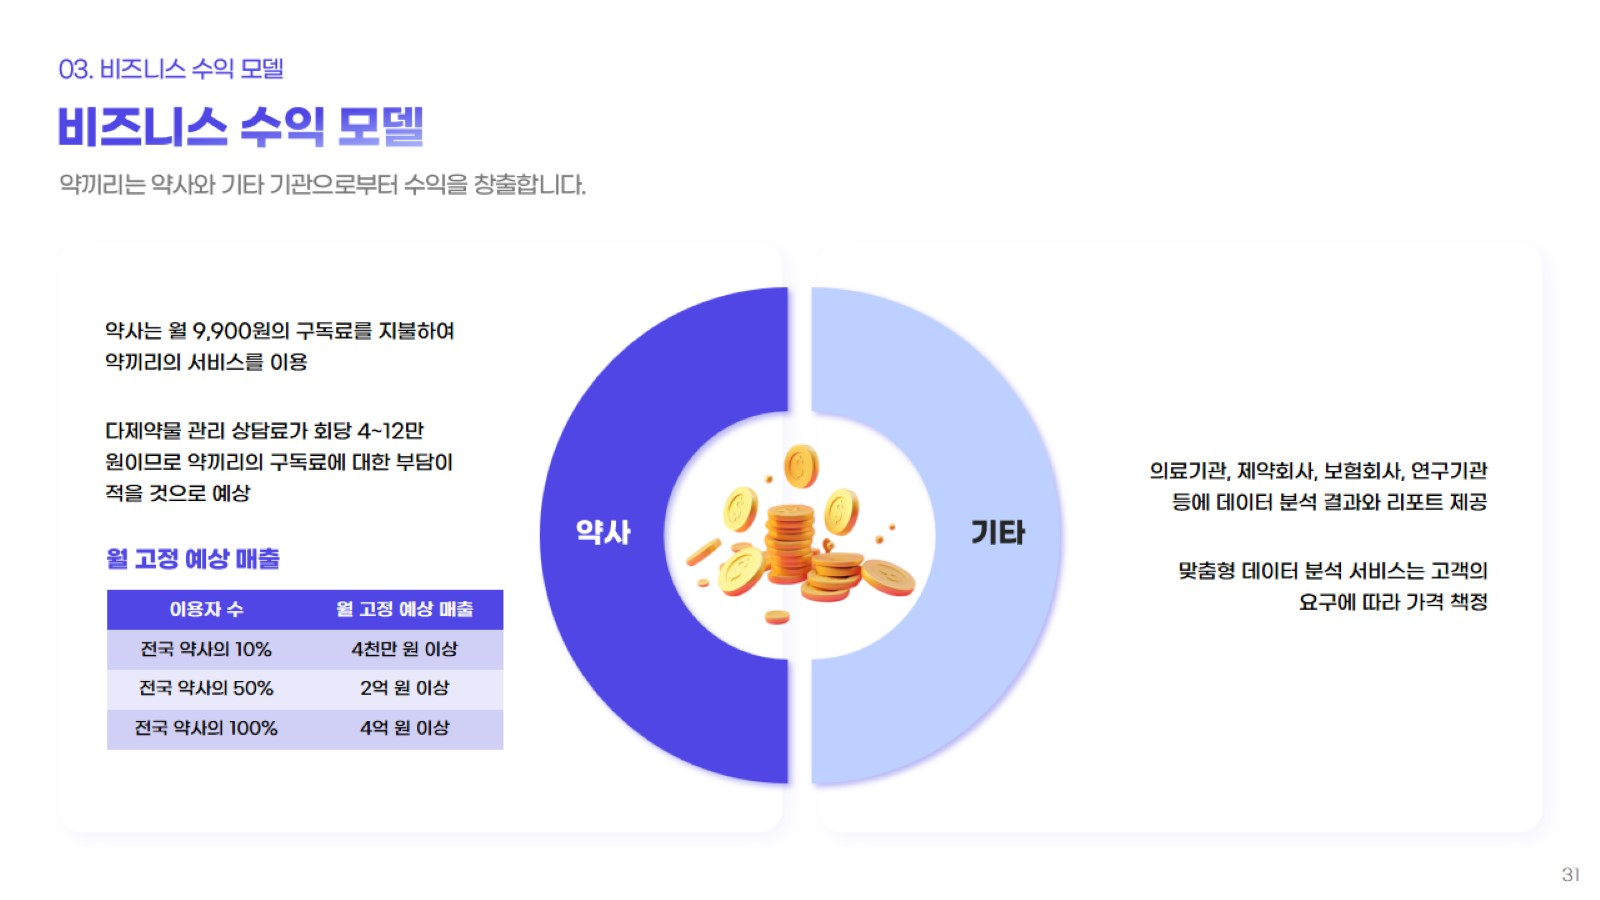 03. 비즈니스 수익 모델
비즈니스 수익 모델
약끼리는 약사와 기타 기관으로부터 수익을 창출합니다.
약사는 월 9,900원의 구독료를 지불하여
약끼리의 서비스를 이용
다제약물 관리 상담료가 회당 4~12만
원이므로 약끼리의 구독료에 대한 부담이
적을 것으로 예상
월 고정 예상 매출
이용자 수 월 고정 예상 매출
전국 약사의 10% 4천만 원 이상
전국 약사의 50% 2억 원 이상
전국 약사의 100% 4억 원 이상
약사
기타
의료기관, 제약회사, 보험회사, 연구기관
등에 데이터 분석 결과와 리포트 제공
맞춤형 데이터 분석 서비스는 고객의
요구에 따라 가격 책정
31